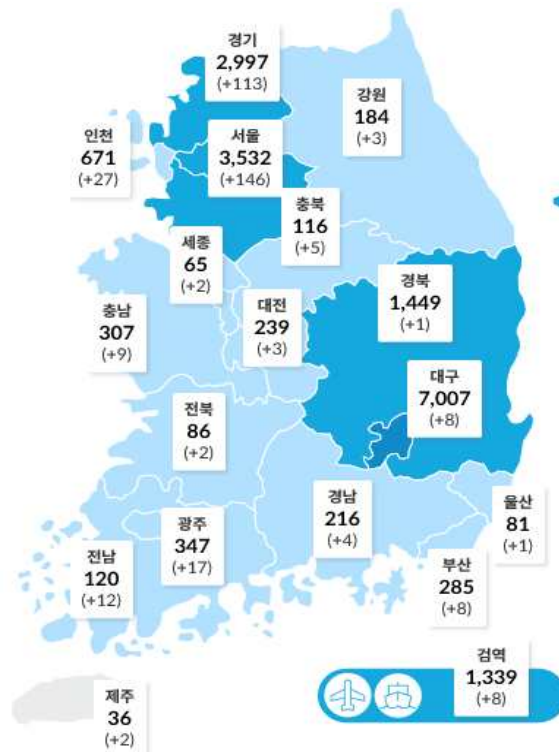 경기
2,997
(+113)
강원
184
(+3)
인천
671
(+27)
서울
3,532
(+146)
충북
116
(+5)
세종
65
(+2)
경북
1,449
(+1)
대전
239
(+3)
충남
307
(+9)
대구
7,007
(+8)
전북
86
(+2)
경남
216
(+4)
울산
81
(+1)
광주
347
(+17)
전남
120
(+12)
부산
285
(+8)
검역
1,339
(+8)
제주
36
(+2)